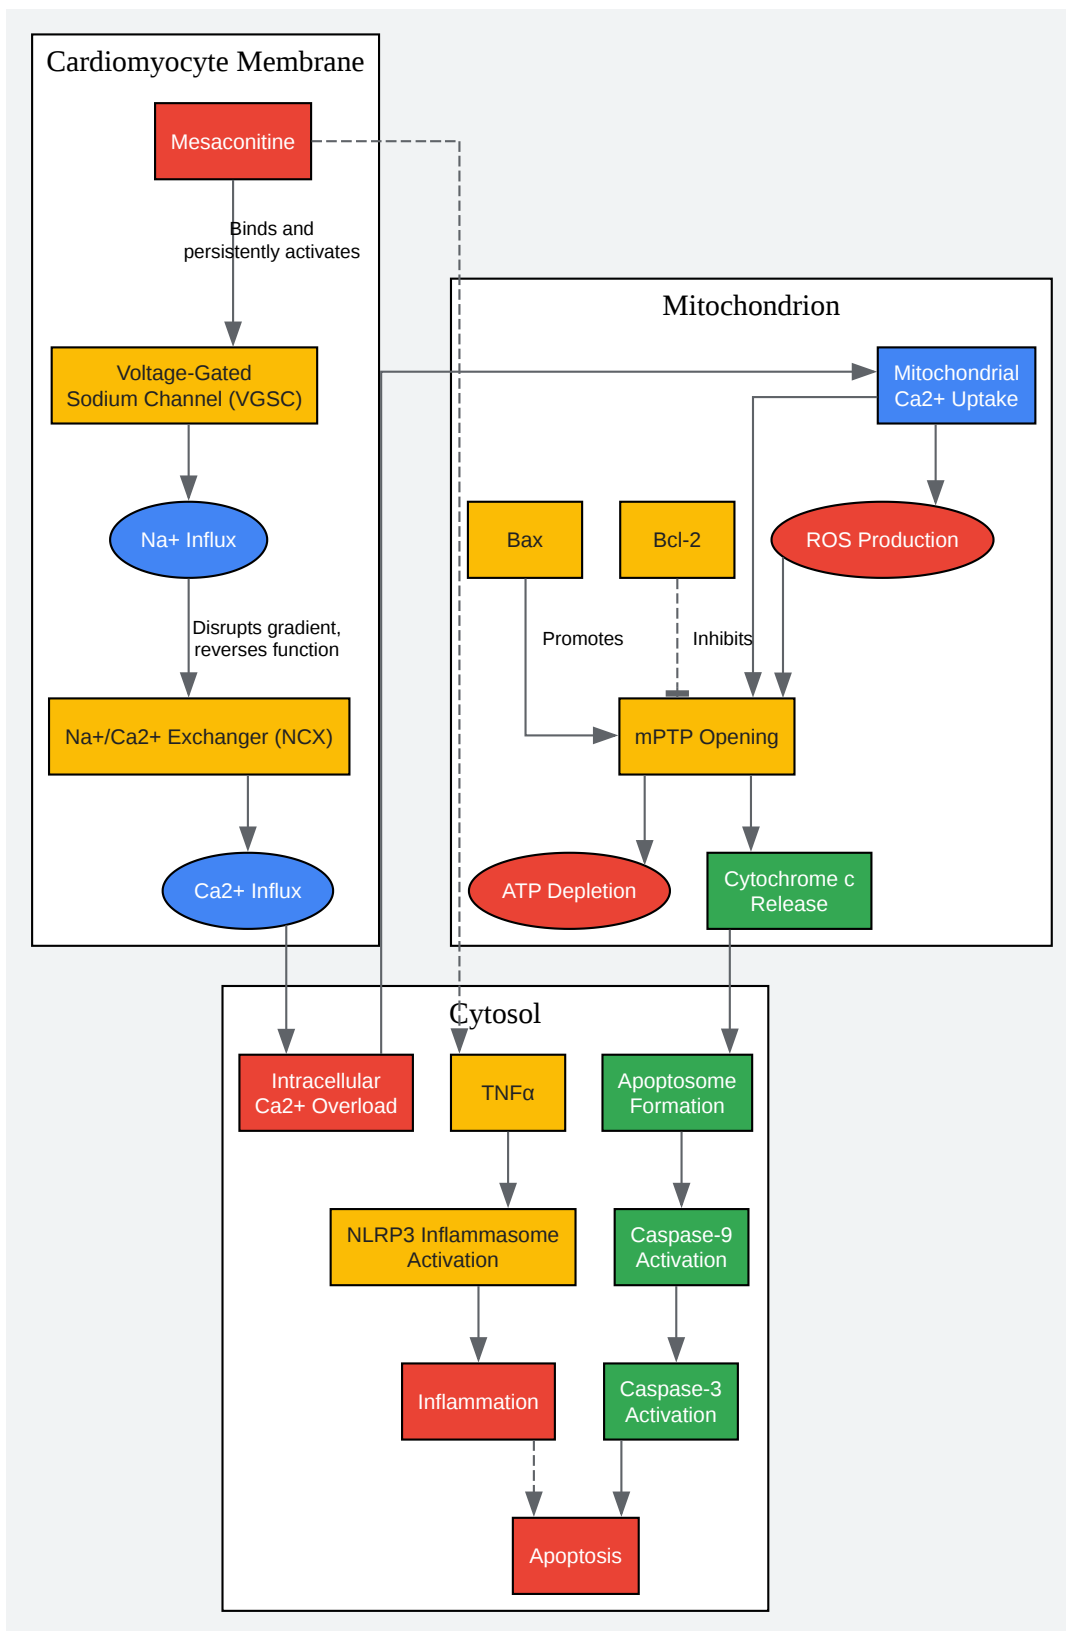 Cardiomyocyte Membrane
Mesaconitine
Binds and
persistently activates
Voltage-Gated
Sodium Channel (VGSC)
Na+ Influx
Disrupts gradient,
reverses function
Na+/Ca2+ Exchanger (NCX)
Ca2+ Influx
Mitochondrion
Mitochondrial
Ca2+ Uptake
Bax
Bcl-2
ROS Production
Promotes
Inhibits
mPTP Opening
ATP Depletion
Cytochrome c
Release
Cytosol
Intracellular
Ca2+ Overload
TNFα
Apoptosome
Formation
NLRP3 Inflammasome
Activation
Caspase-9
Activation
Inflammation
Caspase-3
Activation
Apoptosis